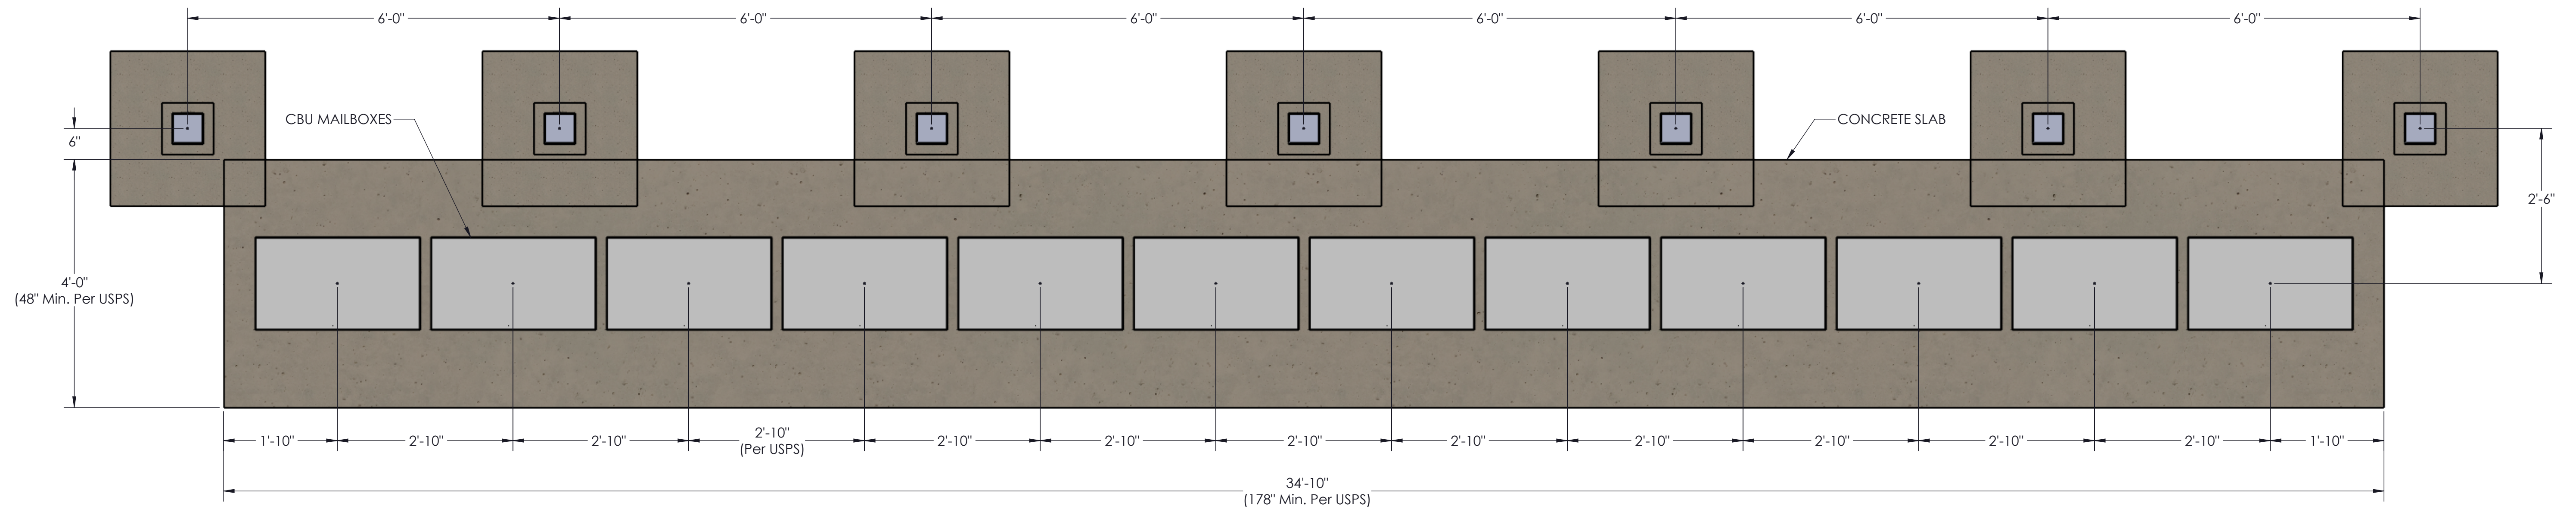 6'-0" 6'-0" 6'-0" 6'-0" 6'-0" 6'-0"
CBU MAILBOXES
CONCRETE SLAB
6"
2'-6"
4'-0"
(48" Min. Per USPS)
1'-10" 2'-10" 2'-10" 2'-10" 2'-10" 2'-10" 2'-10" 2'-10" 2'-10" 2'-10" 2'-10" 2'-10" 1'-10"
(Per USPS)
34'-10"
(178" Min. Per USPS)